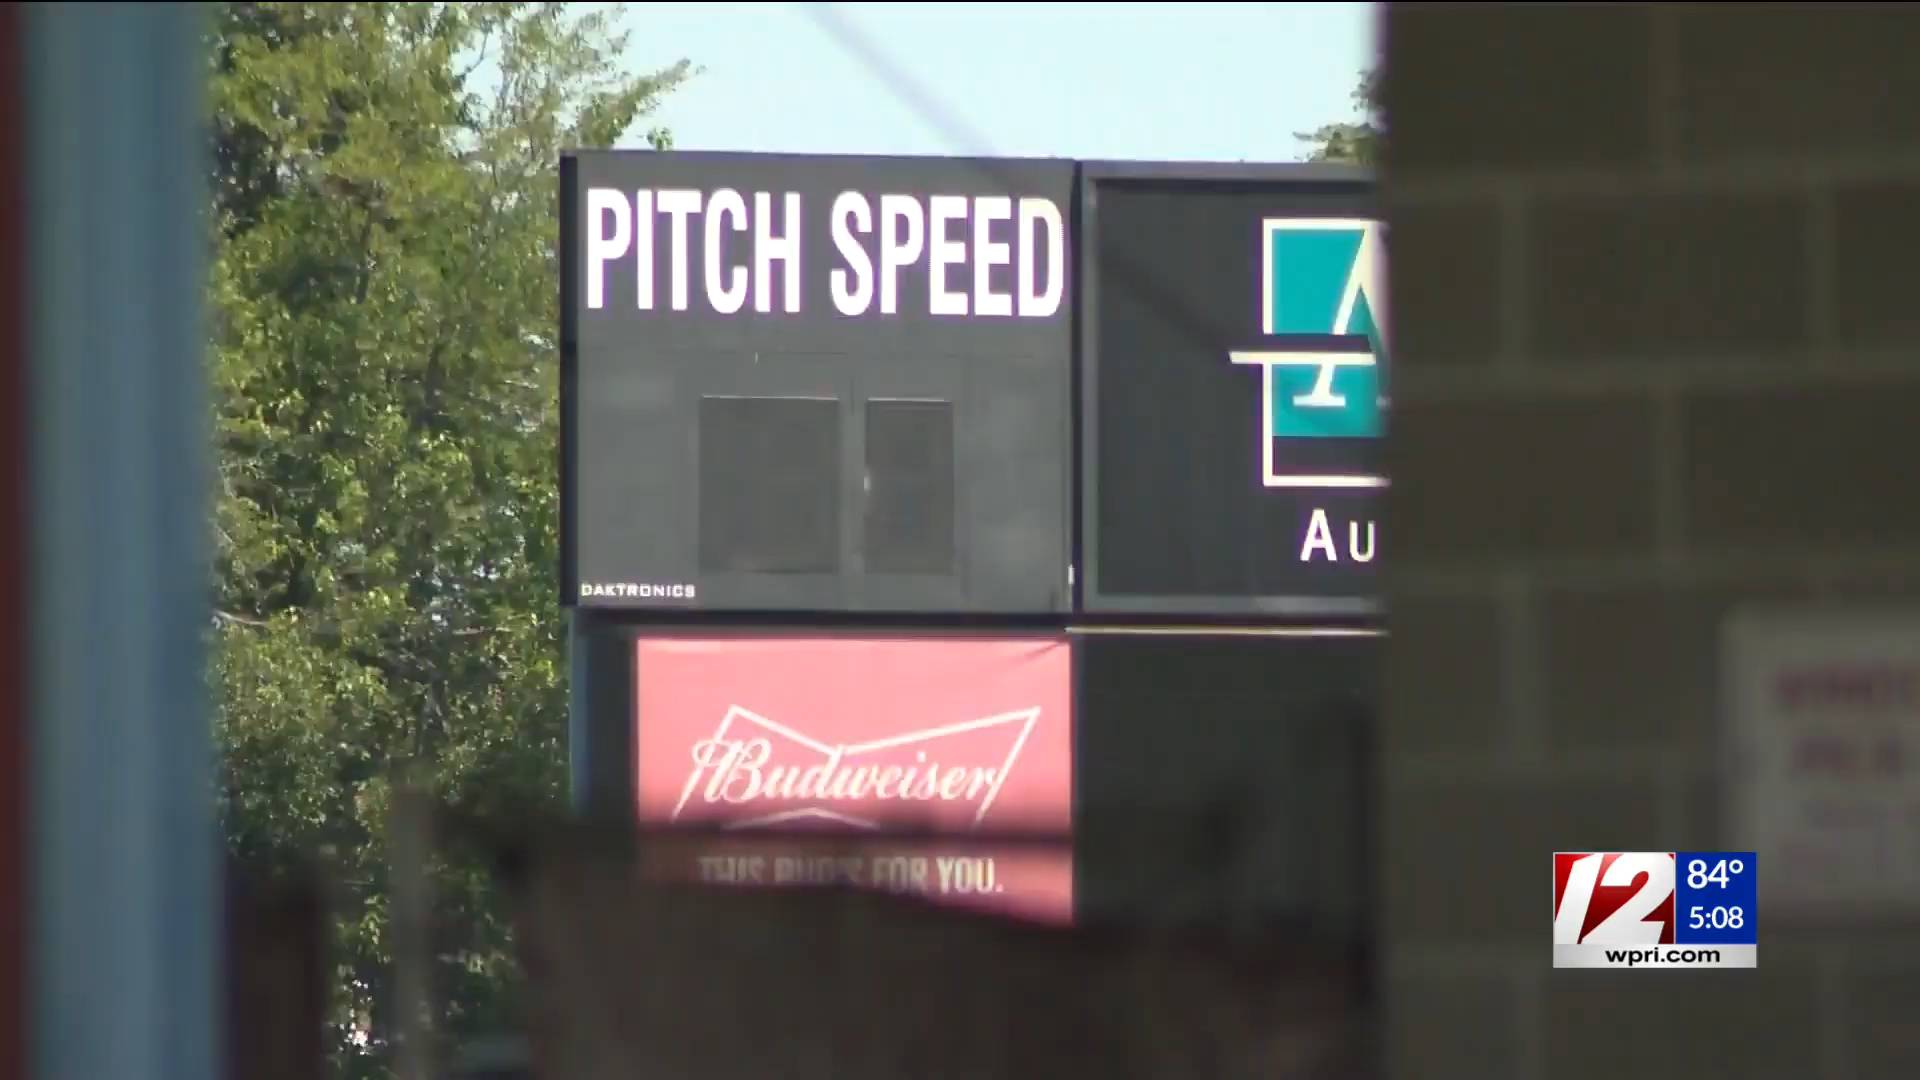 PITCH SPEED
A
Au
DAKTRONICS
Budweiser
THIS BUD'S FOR YOU.
12
84°
5:08
wpri.com